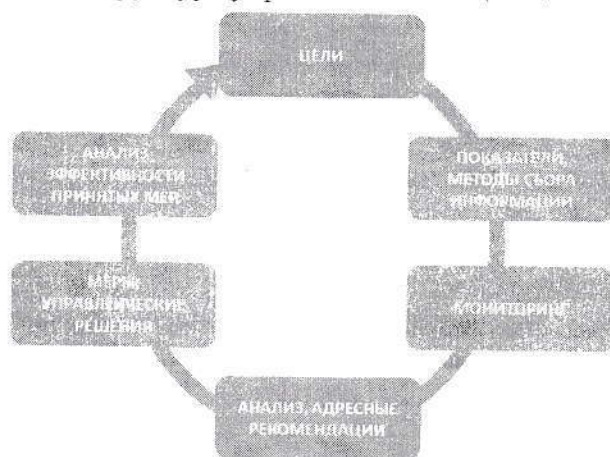 ЦЕЛИ
ПОКАЗАТЕЛИ,
МЕТОДЫ СБОРА
ИНФОРМАЦИИ
МОНИТОРИНГ
АНАЛИЗ, АДРЕСНЫЕ
РЕКОМЕНДАЦИИ
МЕРЫ,
УПРАВЛЕНЧЕСКИЕ
РЕШЕНИЯ
АНАЛИЗ
ЭФФЕКТИВНОСТИ
ПРИНЯТЫХ МЕР